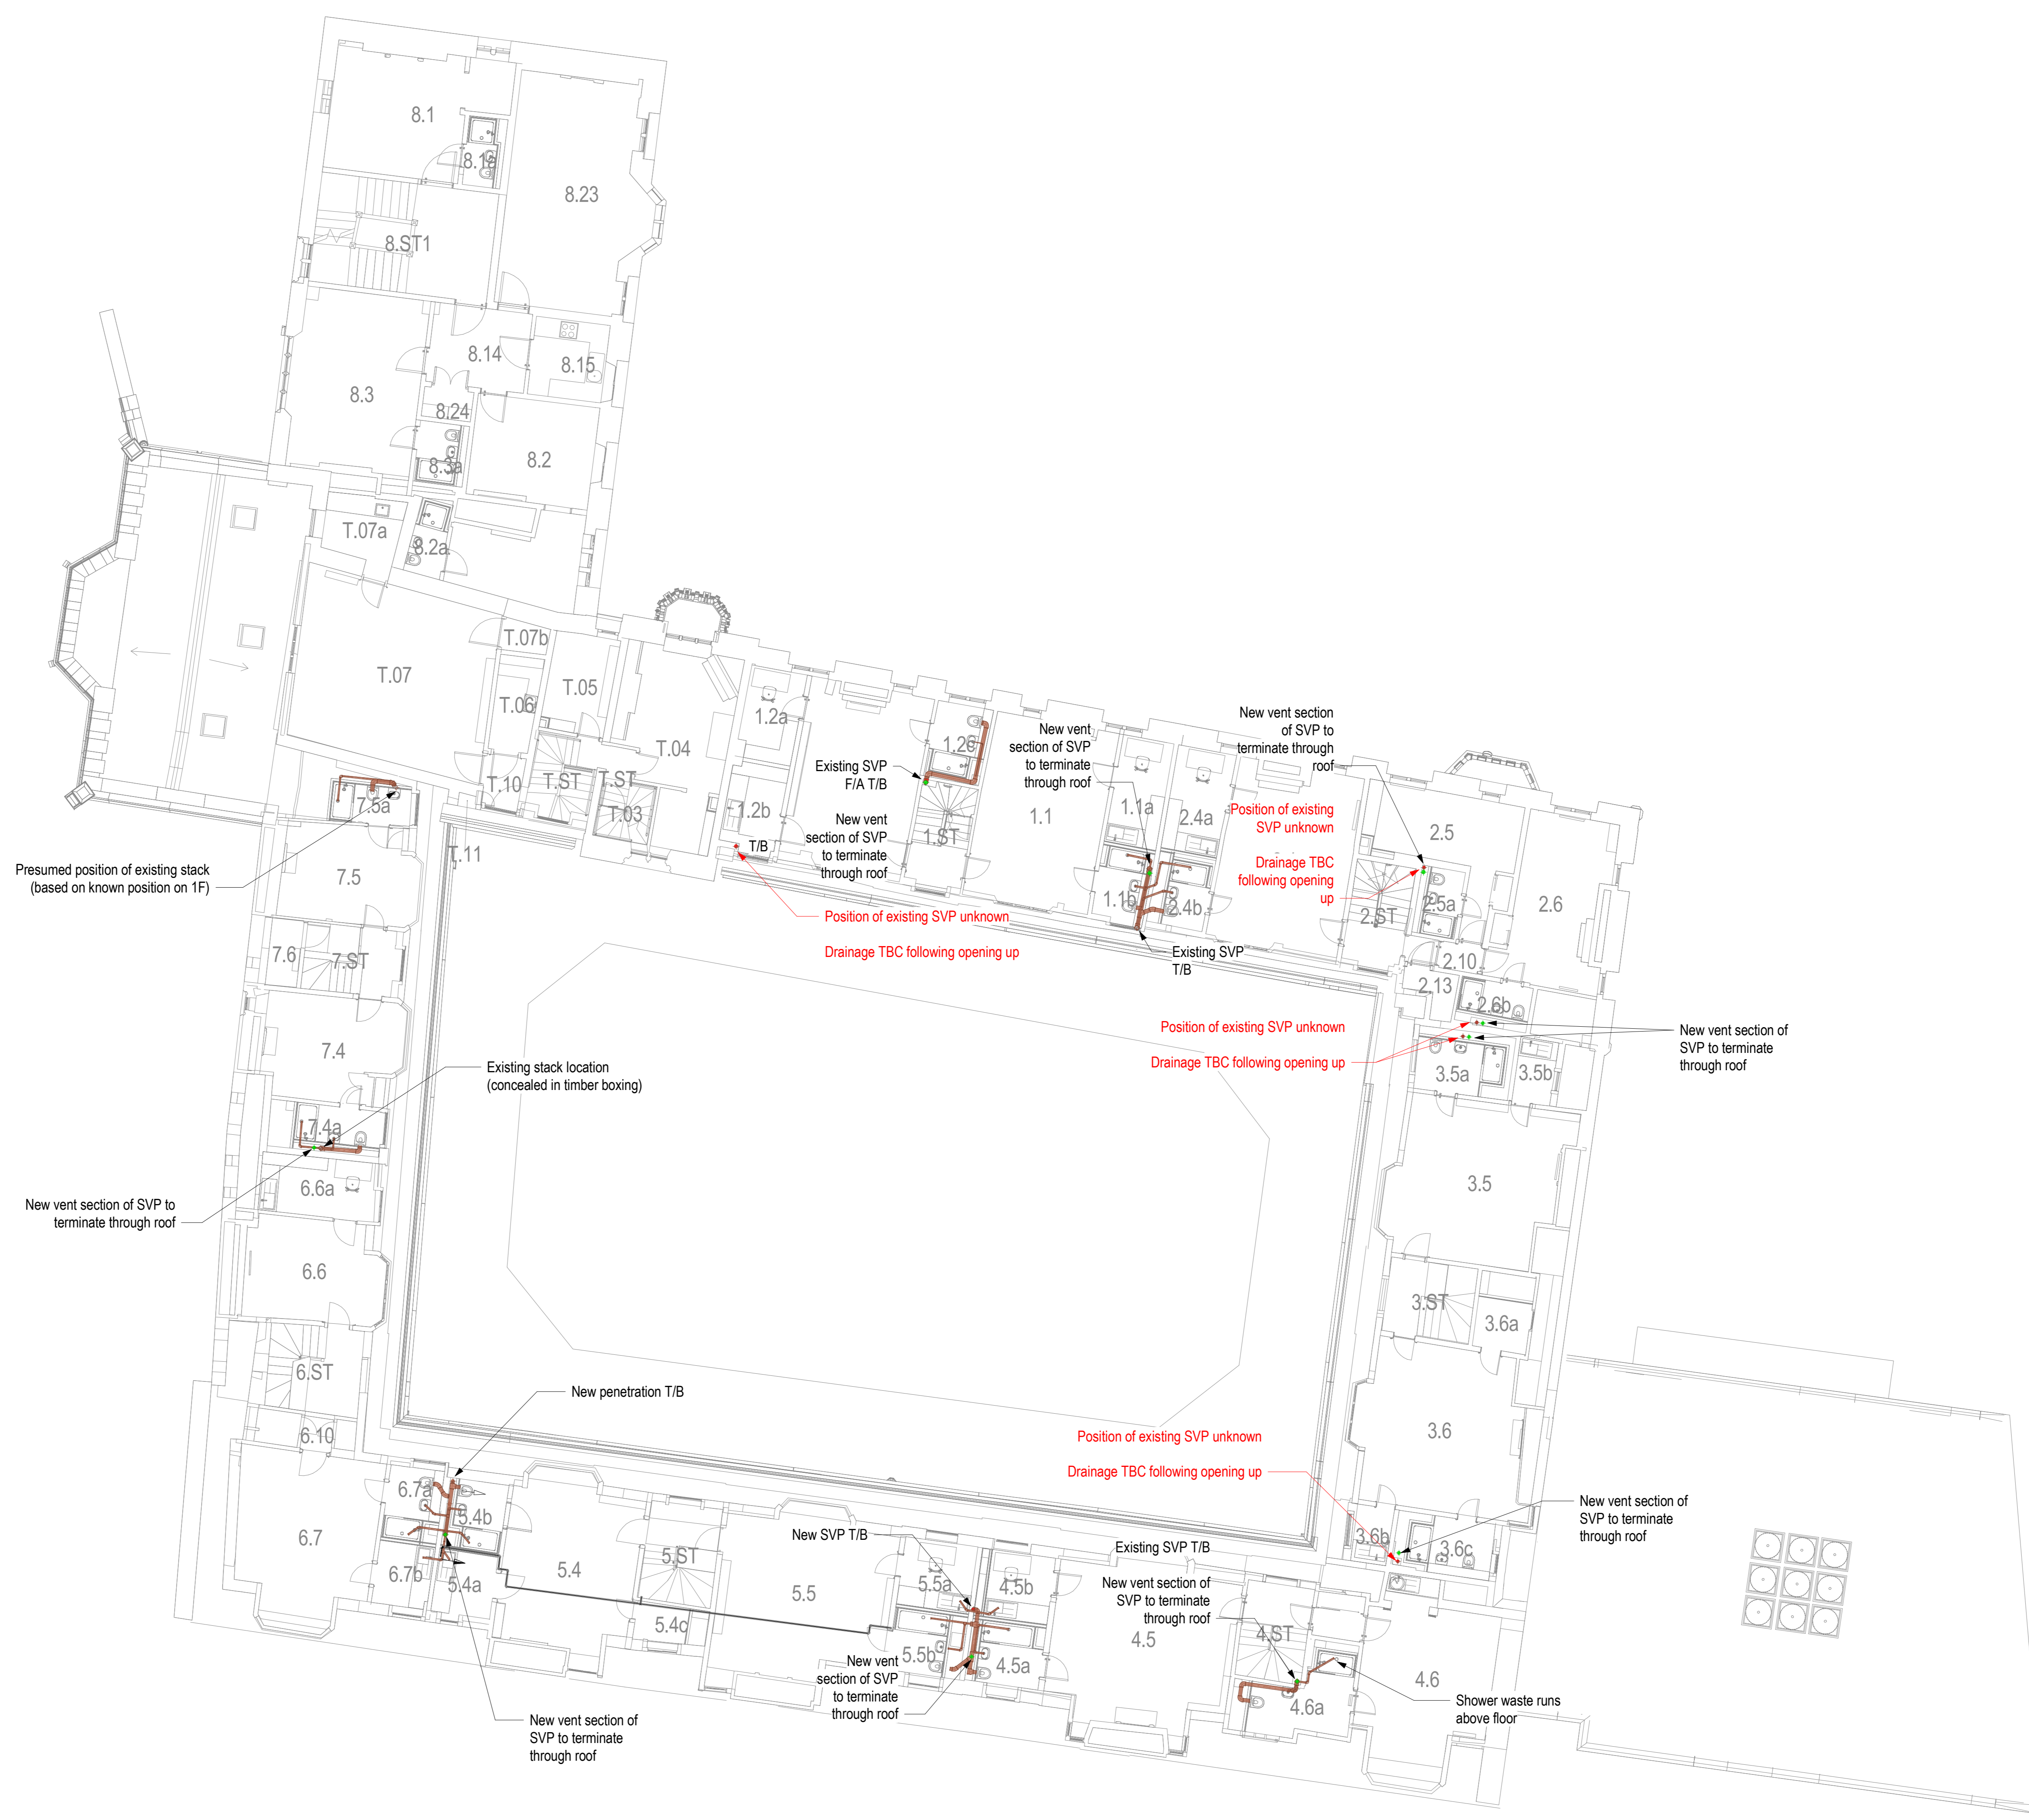 8.1
8.1a
8.23
8.ST1
8.14
8.15
8.3
8.24
8.3a
8.2
T.07a
8.2a
T.07b
T.07
T.06
T.05
T.04
T.10
T.ST
T.ST
T.03
T.11
1.2a
1.2b
1.2c
1.ST
1.1
1.1a
1.1b
2.4a
2.4b
2.5
2.5a
2.ST
2.6
2.10
2.13
2.6b
3.5a
3.5b
3.5
3.ST
3.6a
3.6
3.6b
3.6c
4.6
4.6a
4.ST
4.5
4.5a
4.5b
5.5a
5.5b
5.5
5.ST
5.4c
5.4
5.4a
5.4b
6.7a
6.7b
6.7
6.10
6.ST
6.6
6.6a
7.4a
7.4
7.ST
7.6
7.5
7.5a
New vent section
of SVP to
terminate through
roof
New vent
section of SVP
to terminate
through roof
Existing SVP
F/A T/B
New vent
section of SVP
to terminate
through roof
T/B
Position of existing
SVP unknown
Drainage TBC
following opening
up
Presumed position of existing stack
(based on known position on 1F)
Position of existing SVP unknown
Drainage TBC following opening up
Existing SVP
T/B
Position of existing SVP unknown
Drainage TBC following opening up
New vent section of
SVP to terminate
through roof
Existing stack location
(concealed in timber boxing)
New vent section of SVP to
terminate through roof
New penetration T/B
Position of existing SVP unknown
Drainage TBC following opening up
New vent section of
SVP to terminate
through roof
New SVP T/B
Existing SVP T/B
New vent section of
SVP to terminate
through roof
New vent
section of SVP
to terminate
through roof
Shower waste runs
above floor
New vent section of
SVP to terminate
through roof